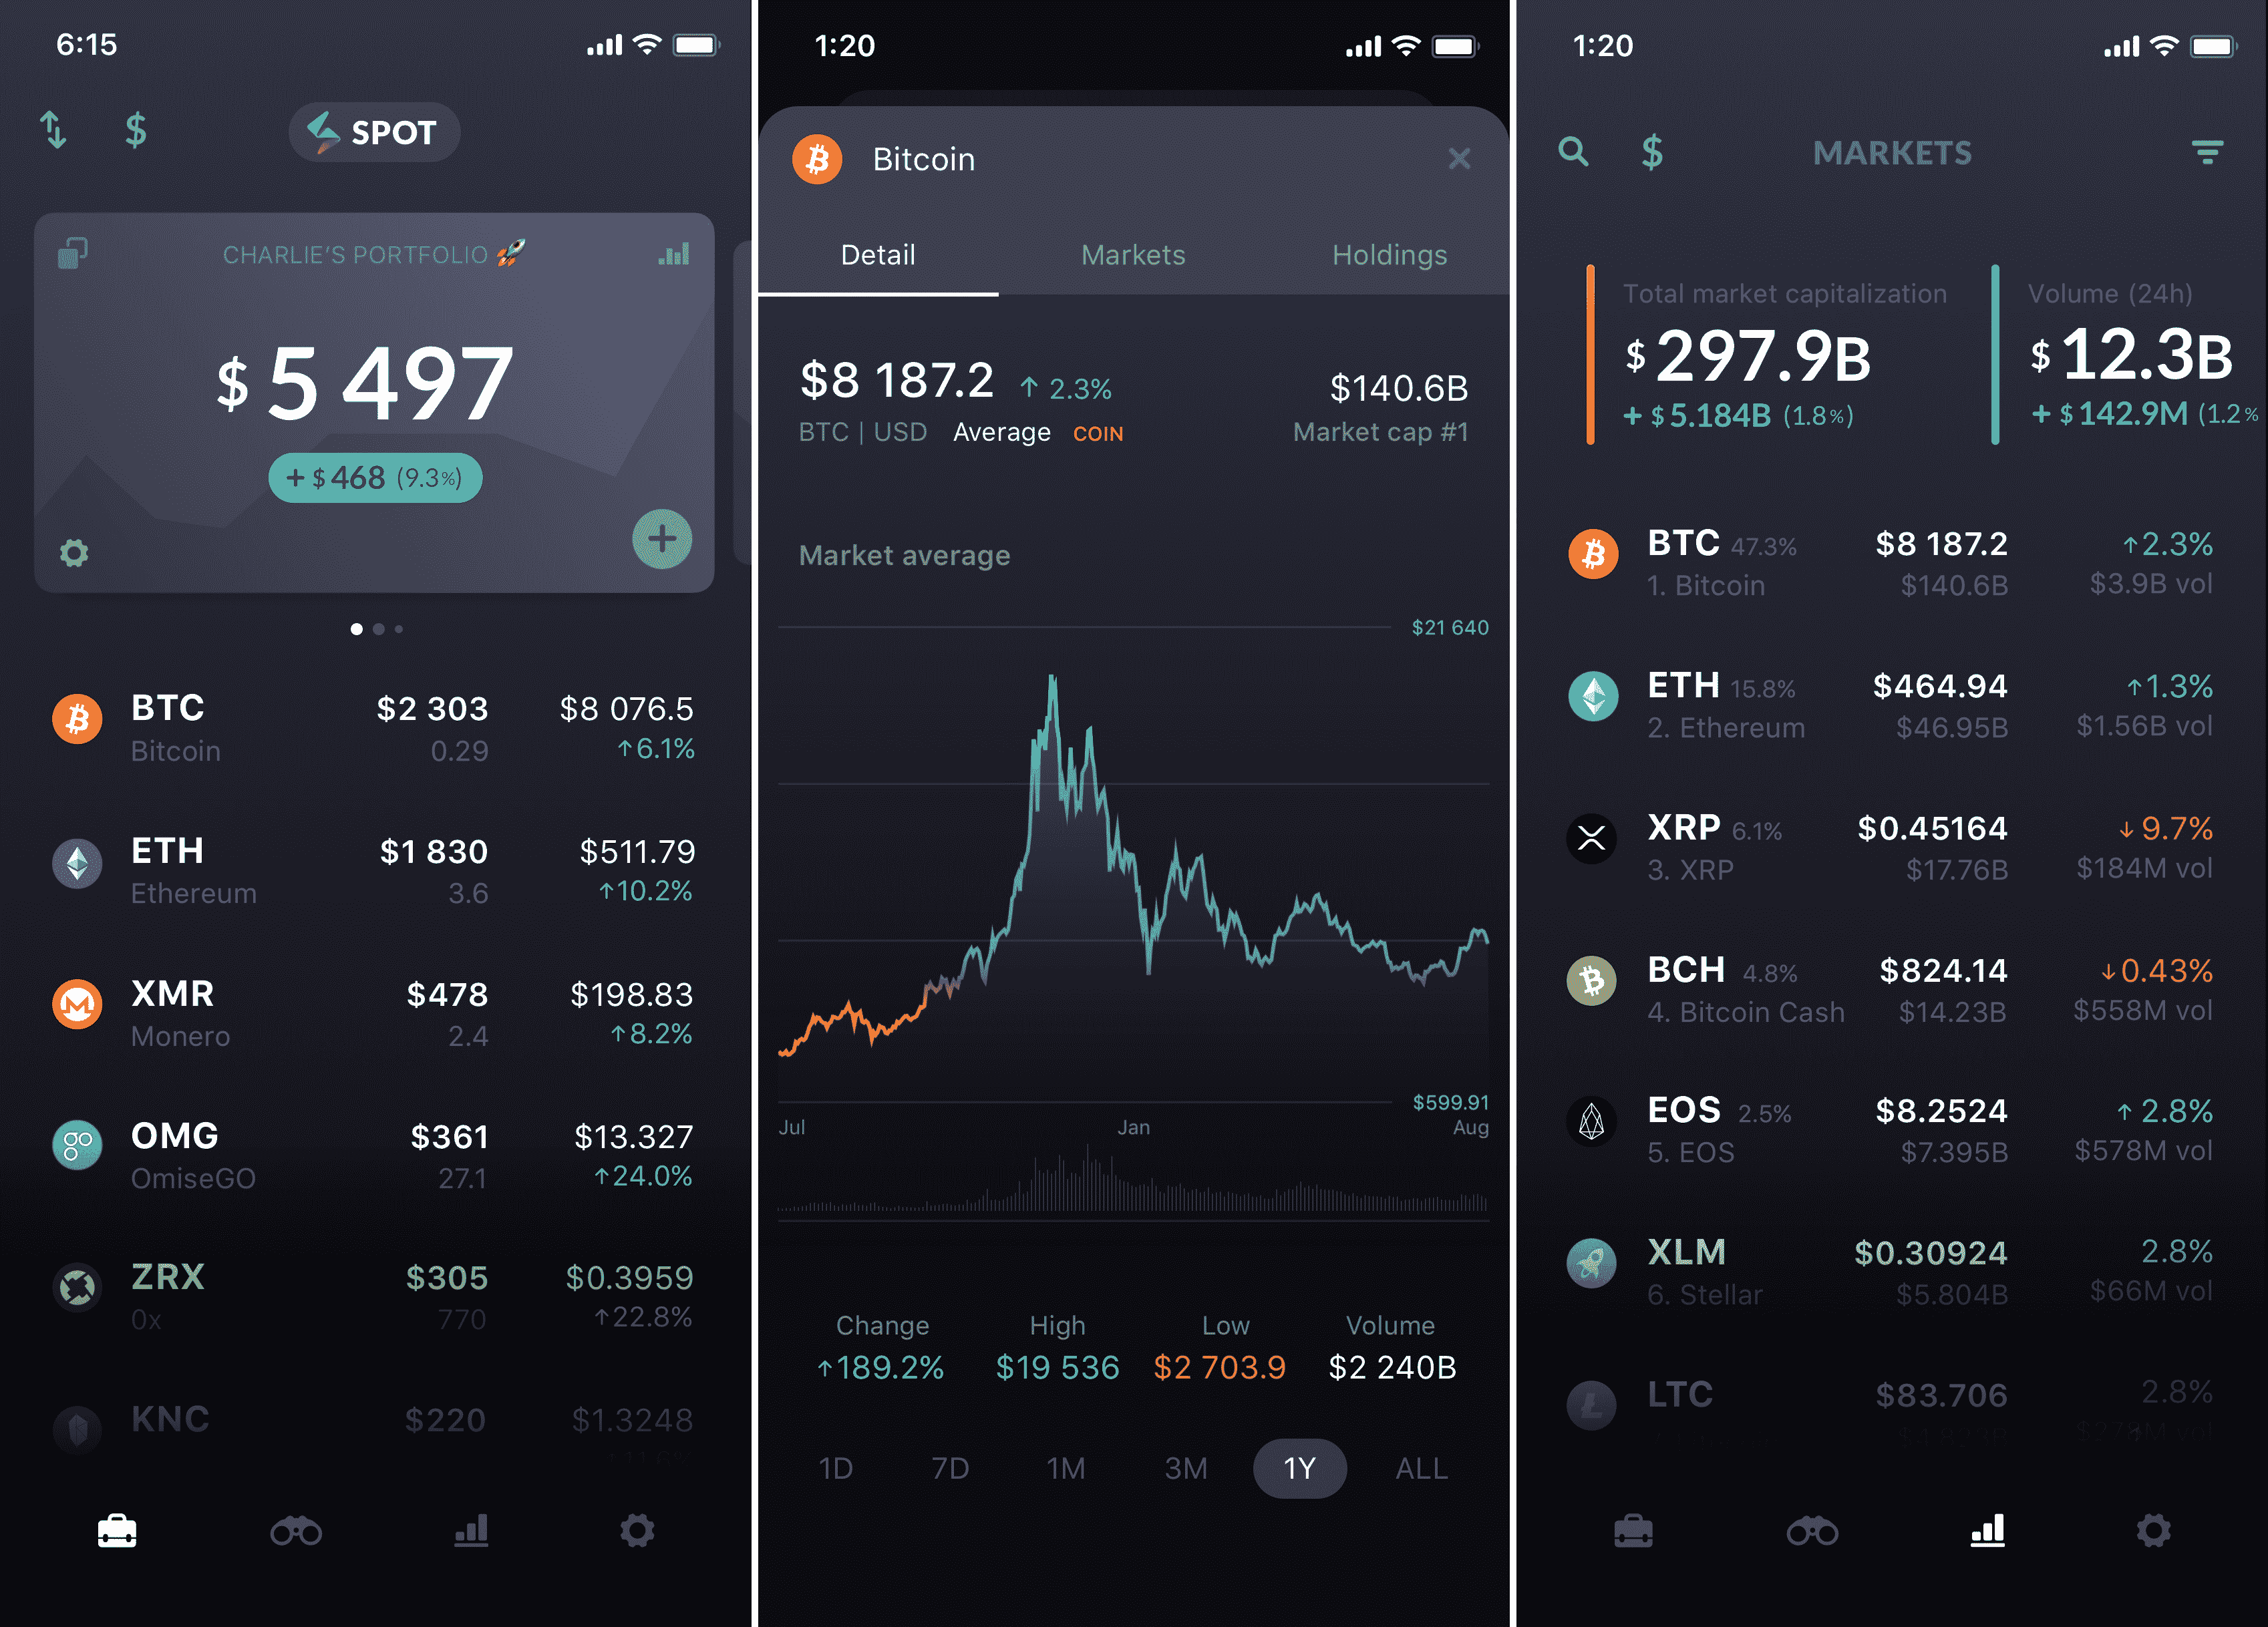 6:15
SPOT
CHARLIE'S PORTFOLIO
$ 5 497
+ $ 468 (9.3%)
BTC $2 303 $8 076.5
Bitcoin 0.29 ↑6.1%
ETH $1 830 $511.79
Ethereum 3.6 ↑10.2%
XMR $478 $198.83
Monero 2.4 ↑8.2%
OMG $361 $13.327
OmiseGO 27.1 ↑24.0%
ZRX $305 $0.3959
0x 770 ↑22.8%
KNC $220 $1.3248
1:20
Bitcoin
Detail Markets Holdings
$8 187.2 ↑ 2.3% $140.6B
BTC | USD Average COIN Market cap #1
Market average
$21 640
$599.91
Jul Jan Aug
Change High Low Volume
↑189.2% $19 536 $2 703.9 $2 240B
1D 7D 1M 3M 1Y ALL
1:20
$ MARKETS
Total market capitalization Volume (24h)
$ 297.9B $ 12.3B
+ $ 5.184B (1.8%) + $ 142.9M (1.2%
BTC 47.3% $8 187.2 ↑2.3%
1. Bitcoin $140.6B $3.9B vol
ETH 15.8% $464.94 ↑1.3%
2. Ethereum $46.95B $1.56B vol
XRP 6.1% $0.45164 ↓9.7%
3. XRP $17.76B $184M vol
BCH 4.8% $824.14 ↓0.43%
4. Bitcoin Cash $14.23B $558M vol
EOS 2.5% $8.2524 ↑ 2.8%
5. EOS $7.395B $578M vol
XLM $0.30924 2.8%
6. Stellar $5.804B $66M vol
LTC $83.706 2.8%